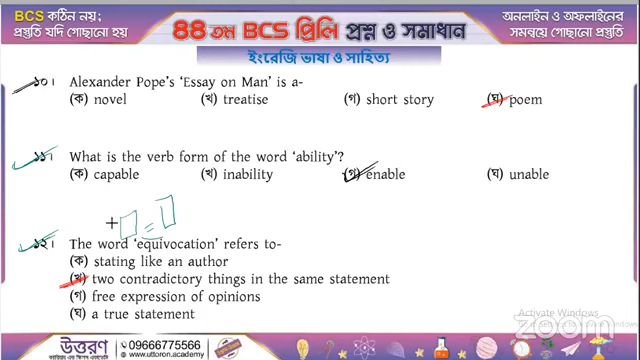 BCS কঠিন নয়;
প্রস্তুতি যদি গোছানো হয়
৪৪ তম BCS প্রিলি প্রশ্ন ও সমাধান
অনলাইন ও অফলাইনের
সমন্বয়ে গোছানো প্রস্তুতি
ইংরেজি ভাষা ও সাহিত্য
১০। Alexander Pope's 'Essay on Man' is a-
(ক) novel (খ) treatise (গ) short story (ঘ) poem
১১। What is the verb form of the word 'ability'?
(ক) capable (খ) inability (গ) enable (ঘ) unable
১২। The word 'equivocation' refers to-
(ক) stating like an author
(খ) two contradictory things in the same statement
(গ) free expression of opinions
(ঘ) a true statement
Activate Windows
zoom
উত্তরণ
09666775566
www.uttoron.academy